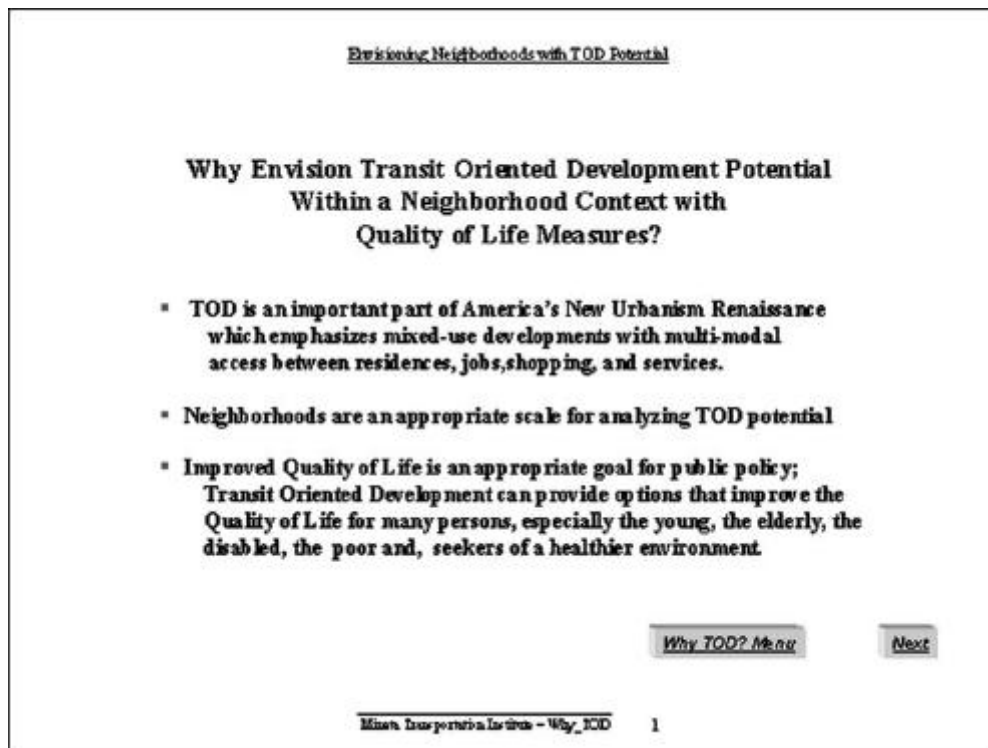 Envisioning Neighborhoods with TOD Potential
Why Envision Transit Oriented Development Potential
Within a Neighborhood Context with
Quality of Life Measures?
▪ TOD is an important part of America's New Urbanism Renaissance
which emphasizes mixed-use developments with multi-modal
access between residences, jobs,shopping, and services.
▪ Neighborhoods are an appropriate scale for analyzing TOD potential
▪ Improved Quality of Life is an appropriate goal for public policy;
Transit Oriented Development can provide options that improve the
Quality of Life for many persons, especially the young, the elderly, the
disabled, the poor and, seekers of a healthier environment.
Why TOD? Menu
Next
Mineta Transportation Institute – Why_TOD 1